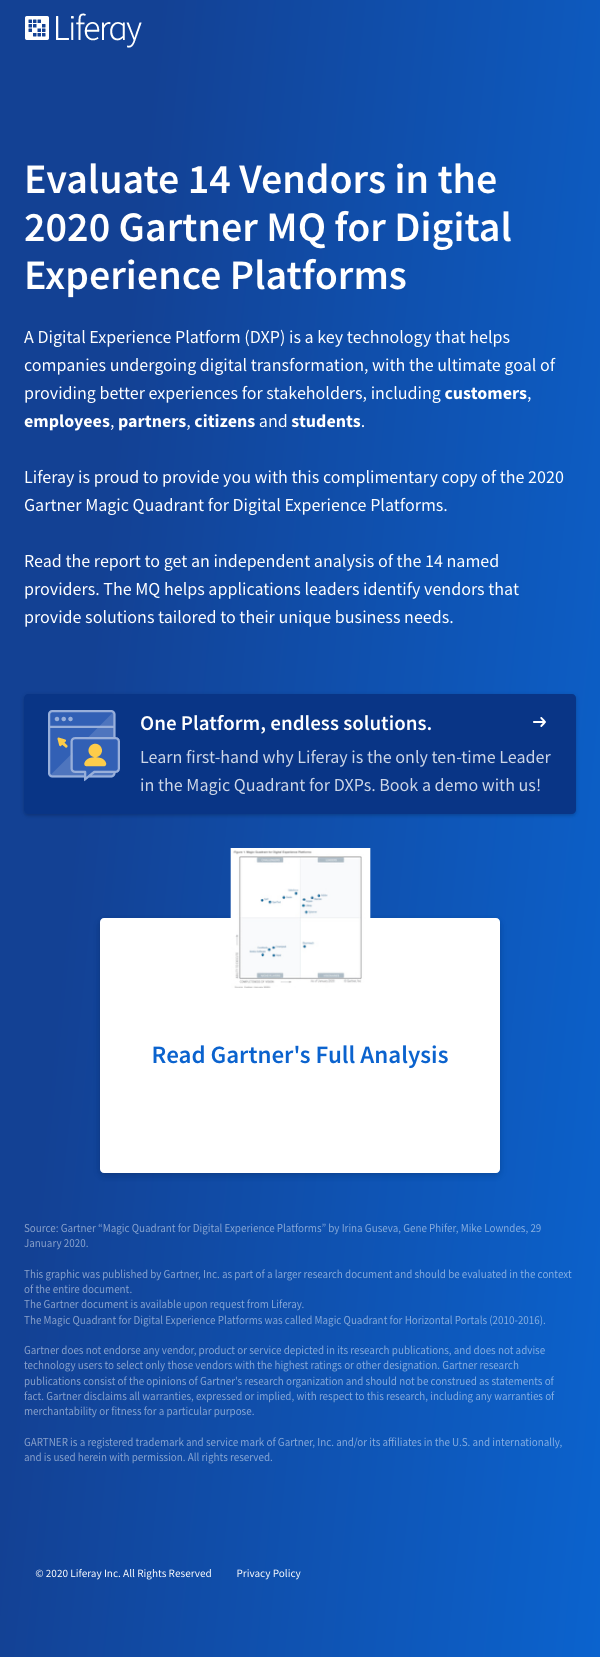 Liferay
Evaluate 14 Vendors in the
2020 Gartner MQ for Digital
Experience Platforms
A Digital Experience Platform (DXP) is a key technology that helps
companies undergoing digital transformation, with the ultimate goal of
providing better experiences for stakeholders, including customers,
employees, partners, citizens and students.
Liferay is proud to provide you with this complimentary copy of the 2020
Gartner Magic Quadrant for Digital Experience Platforms.
Read the report to get an independent analysis of the 14 named
providers. The MQ helps applications leaders identify vendors that
provide solutions tailored to their unique business needs.
One Platform, endless solutions.
Learn first-hand why Liferay is the only ten-time Leader
in the Magic Quadrant for DXPs. Book a demo with us!
Read Gartner's Full Analysis
Source: Gartner “Magic Quadrant for Digital Experience Platforms” by Irina Guseva, Gene Phifer, Mike Lowndes, 29
January 2020.
This graphic was published by Gartner, Inc. as part of a larger research document and should be evaluated in the context
of the entire document.
The Gartner document is available upon request from Liferay.
The Magic Quadrant for Digital Experience Platforms was called Magic Quadrant for Horizontal Portals (2010-2016).
Gartner does not endorse any vendor, product or service depicted in its research publications, and does not advise
technology users to select only those vendors with the highest ratings or other designation. Gartner research
publications consist of the opinions of Gartner's research organization and should not be construed as statements of
fact. Gartner disclaims all warranties, expressed or implied, with respect to this research, including any warranties of
merchantability or fitness for a particular purpose.
GARTNER is a registered trademark and service mark of Gartner, Inc. and/or its affiliates in the U.S. and internationally,
and is used herein with permission. All rights reserved.
© 2020 Liferay Inc. All Rights Reserved
Privacy Policy